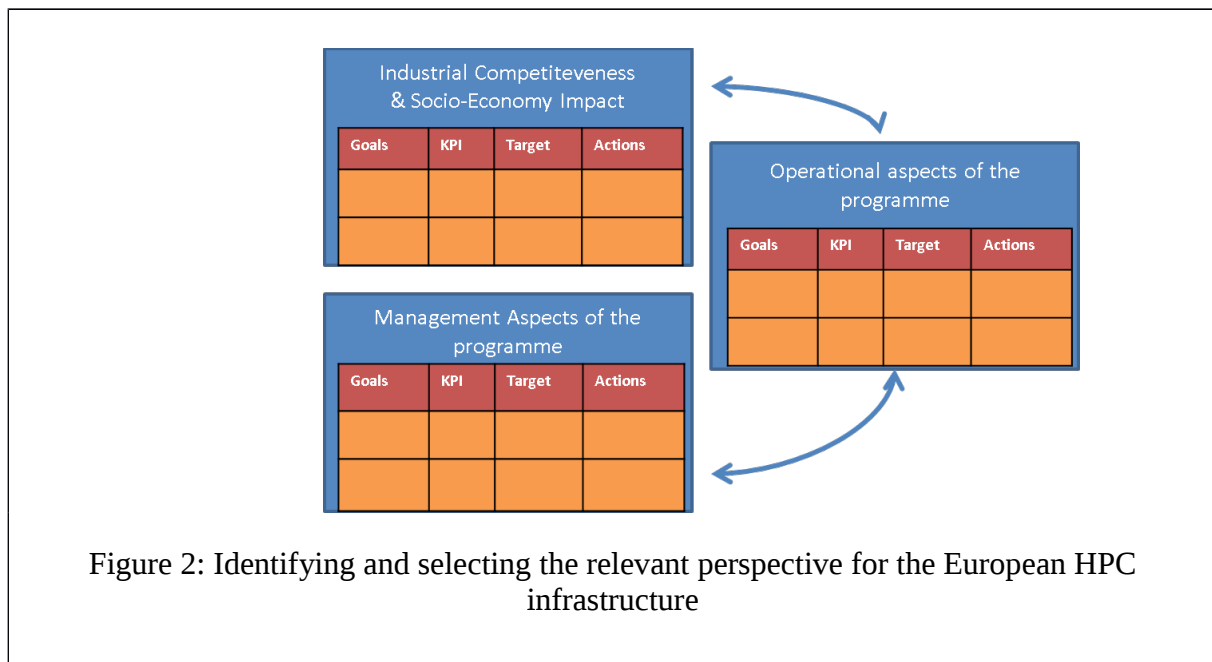 Industrial Competiteveness
& Socio-Economy Impact
Goals KPI Target Actions
Operational aspects of the
programme
Goals KPI Target Actions
Management Aspects of the
programme
Goals KPI Target Actions
Figure 2: Identifying and selecting the relevant perspective for the European HPC
infrastructure